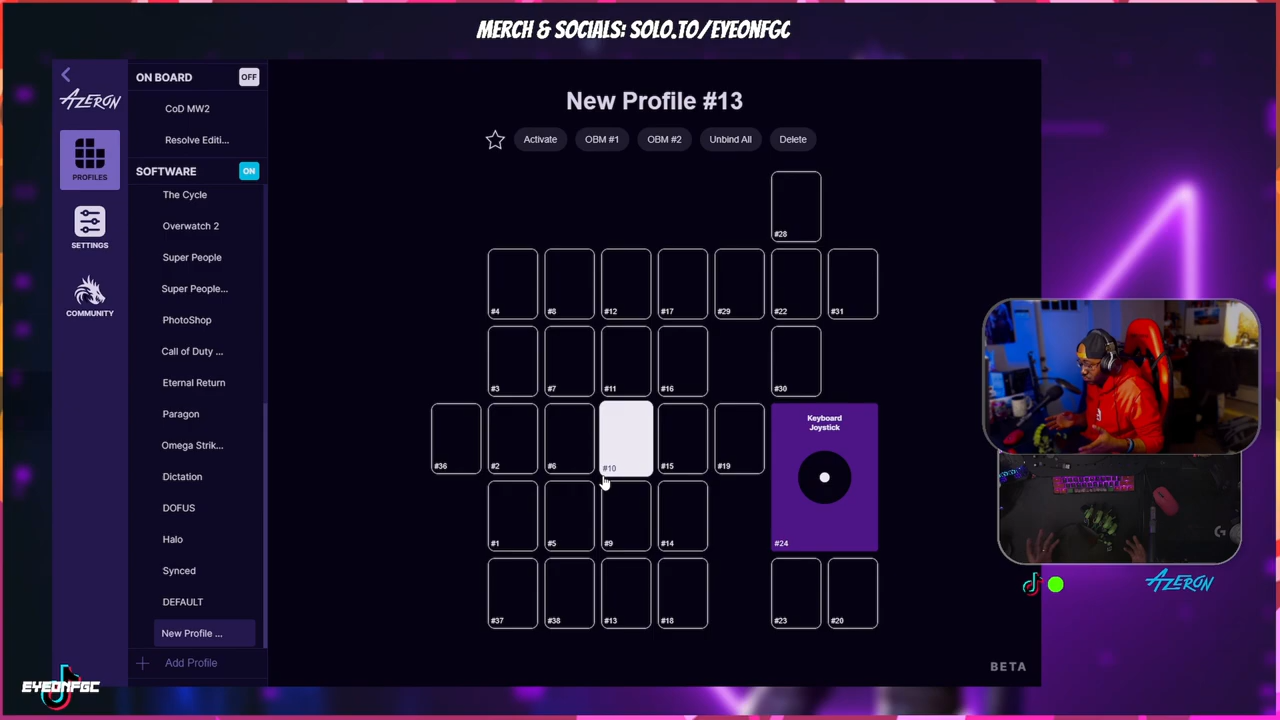 MERCH & SOCIALS: SOLO.TO/EYEONFGC
AZERON
PROFILES
SETTINGS
COMMUNITY
ON BOARD
OFF
CoD MW2
Resolve Editi...
SOFTWARE
ON
The Cycle
Overwatch 2
Super People
Super People...
PhotoShop
Call of Duty ...
Eternal Return
Paragon
Omega Strik...
Dictation
DOFUS
Halo
Synced
DEFAULT
New Profile ...
Add Profile
New Profile #13
Activate
OBM #1
OBM #2
Unbind All
Delete
#28
#4
#8
#12
#17
#29
#22
#31
#3
#7
#11
#16
#30
#36
#2
#6
#10
#15
#19
Keyboard
Joystick
#24
#1
#5
#9
#14
#37
#38
#13
#18
#23
#20
BETA
AZERON
EYEONFGC